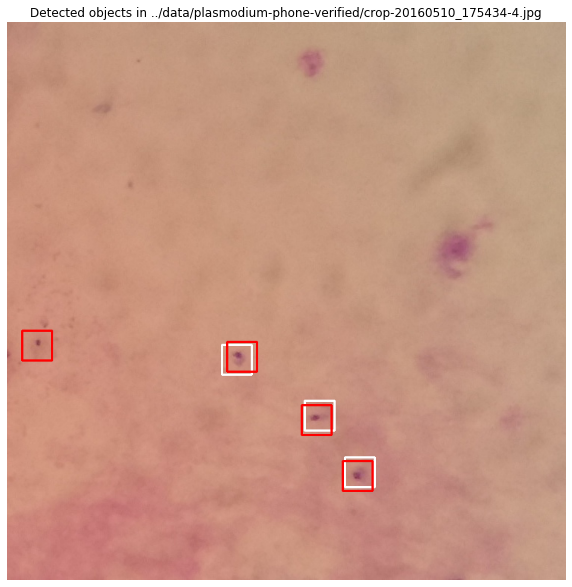 Detected objects in ../data/plasmodium-phone-verified/crop-20160510_175434-4.jpg